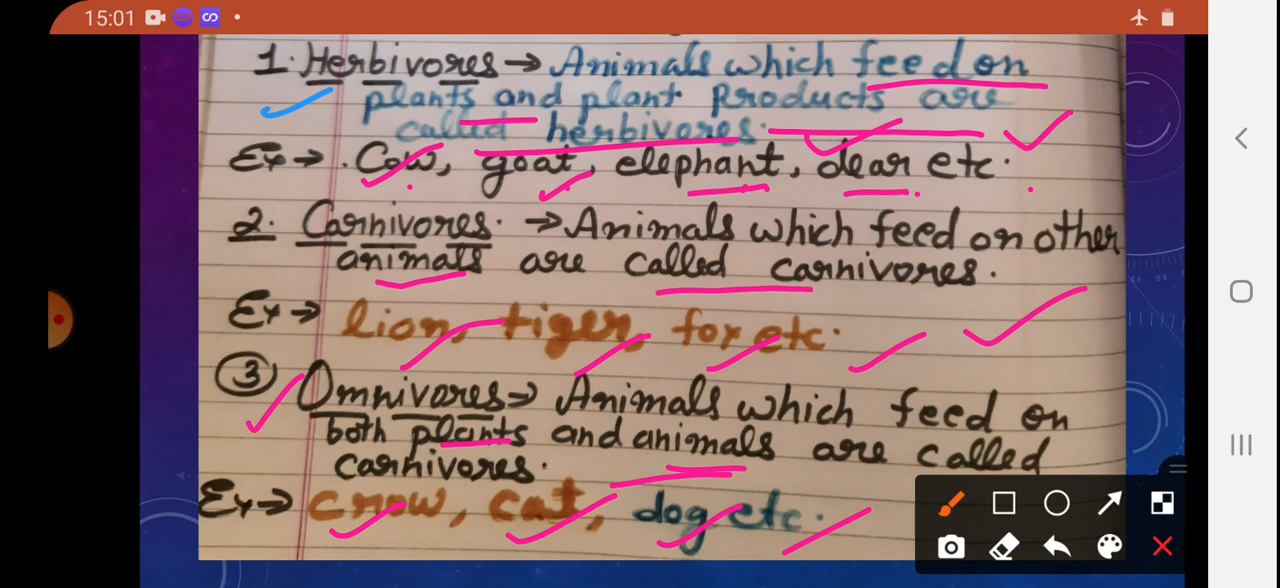 15:01
1. Herbivores → Animals which feed on
plants and plant products are
called herbivores.
Ex → . Cow, goat, elephant, dear etc.
2. Carnivores. → Animals which feed on other
animals are called carnivores.
Ex → lion, tiger, fox etc.
3 Omnivores → Animals which feed on
both plants and animals are called
carnivores.
Ex → crow, cat, dog etc.